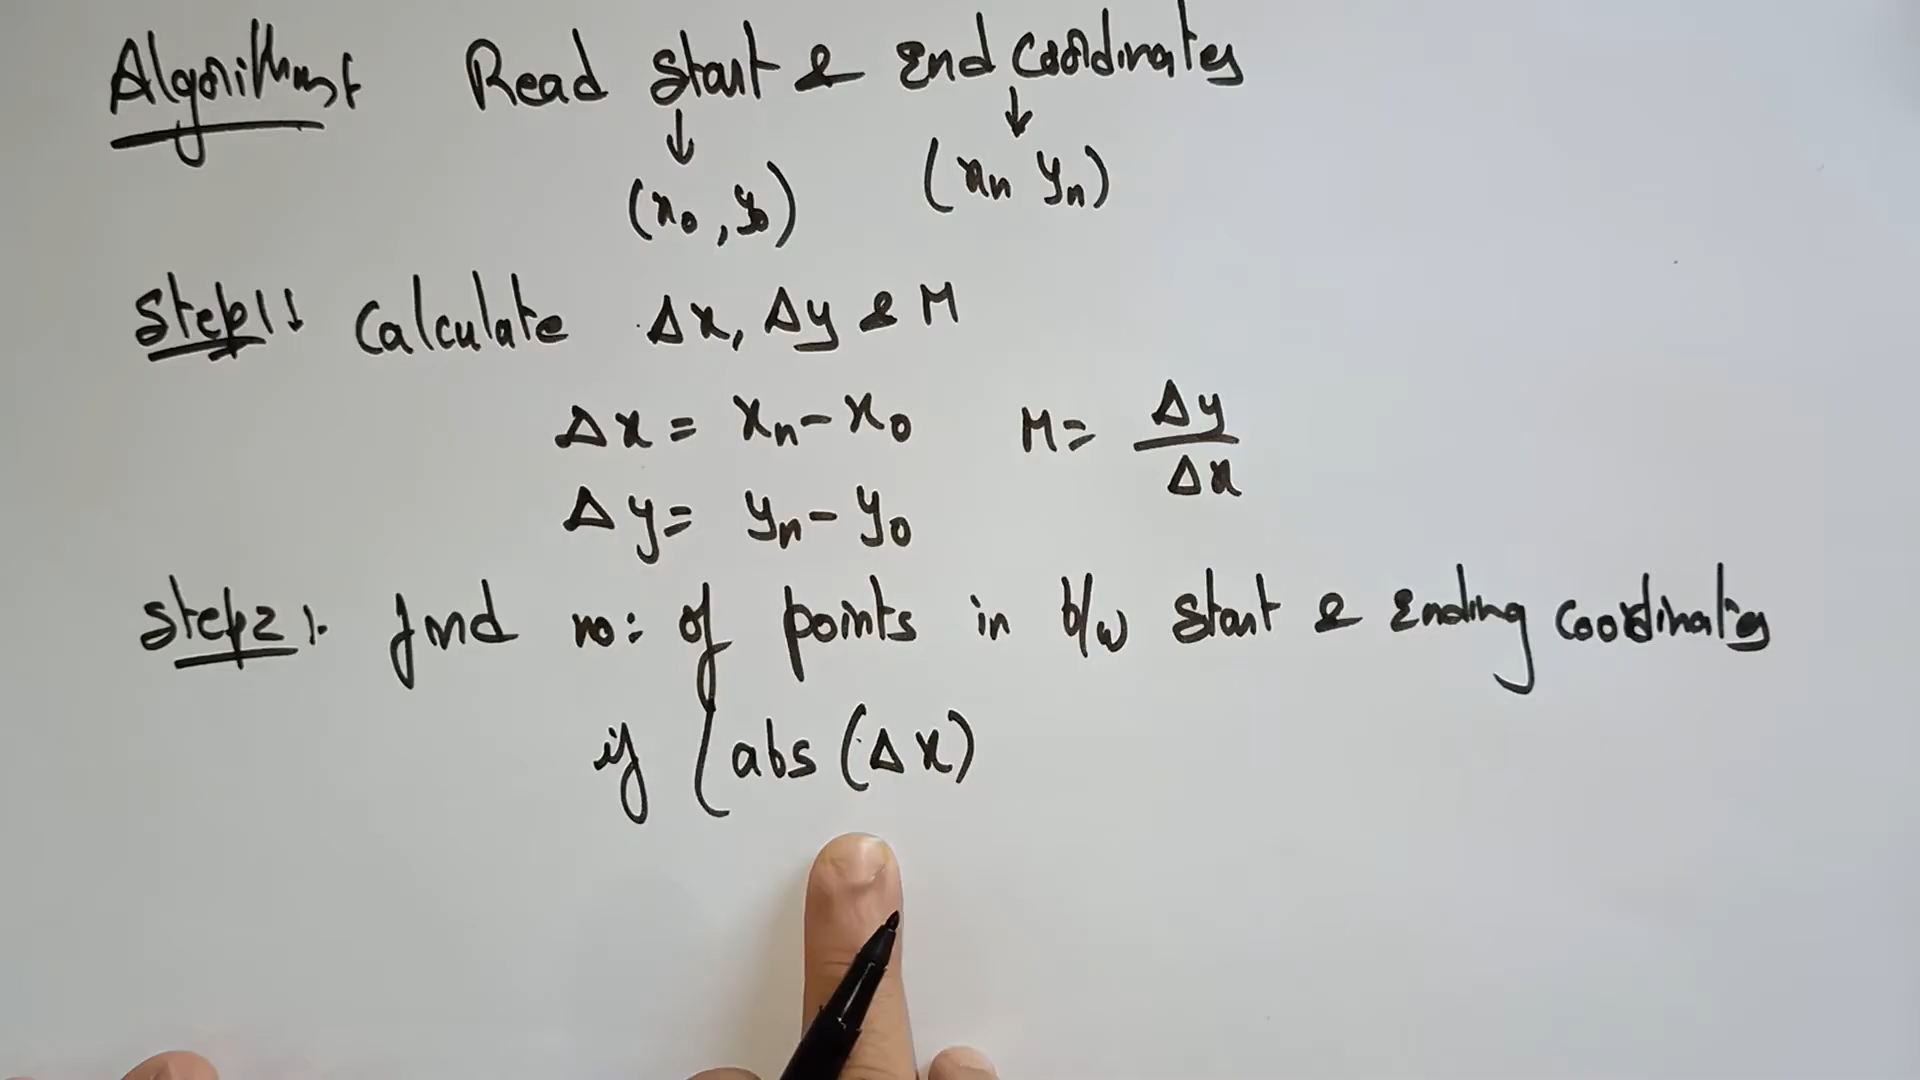 Algorithm:- Read Start & End Coordinates
↓ ↓
(x₀, y₀) (xₙ yₙ)
Step1:- Calculate Δx, Δy & M
Δx = xₙ - x₀ M = Δy/Δx
Δy = yₙ - y₀
Step2:- find no: of points in b/w Start & Ending Coordinates
if (abs(Δx)